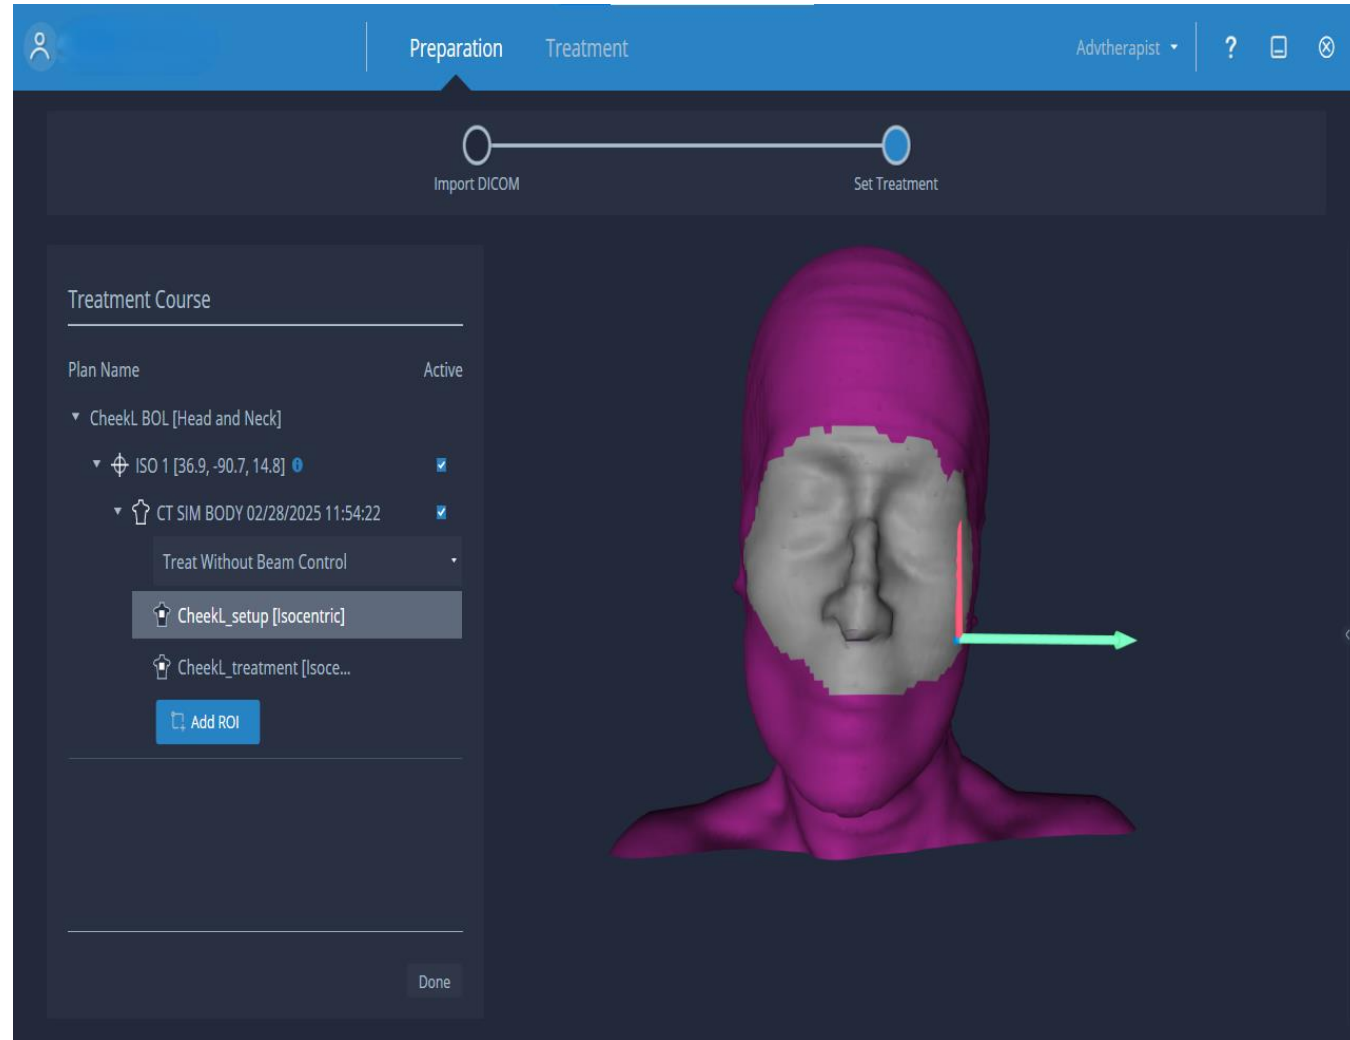 Preparation
Treatment
Advtherapist
?
Import DICOM
Set Treatment
Treatment Course
Plan Name
Active
CheekL BOL [Head and Neck]
ISO 1 [36.9, -90.7, 14.8]
CT SIM BODY 02/28/2025 11:54:22
Treat Without Beam Control
CheekL_setup [Isocentric]
CheekL_treatment [Isoce...
Add ROI
Done